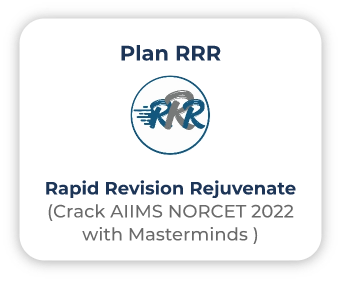 Plan RRR
RRR
Rapid Revision Rejuvenate
(Crack AIIMS NORCET 2022
with Masterminds )